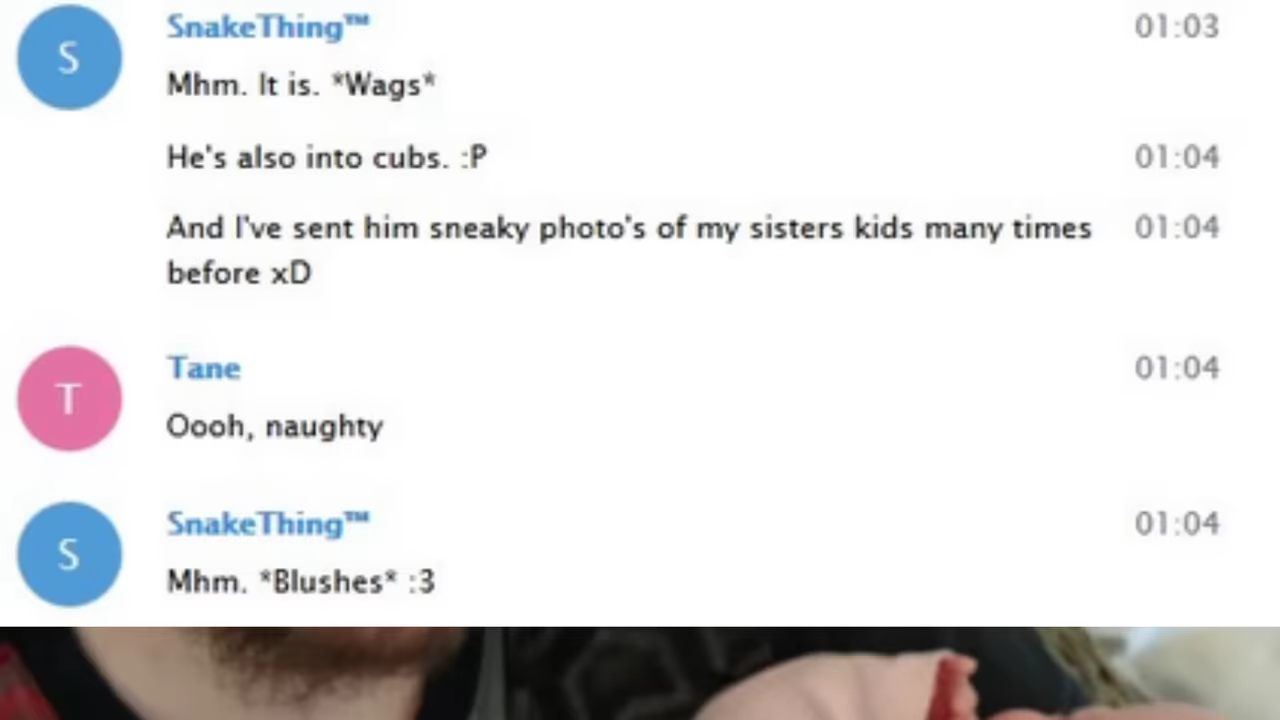 S
SnakeThing™ 01:03
Mhm. It is. *Wags*
He's also into cubs. :P 01:04
And I've sent him sneaky photo's of my sisters kids many times 01:04
before xD
T
Tane 01:04
Oooh, naughty
S
SnakeThing™ 01:04
Mhm. *Blushes* :3